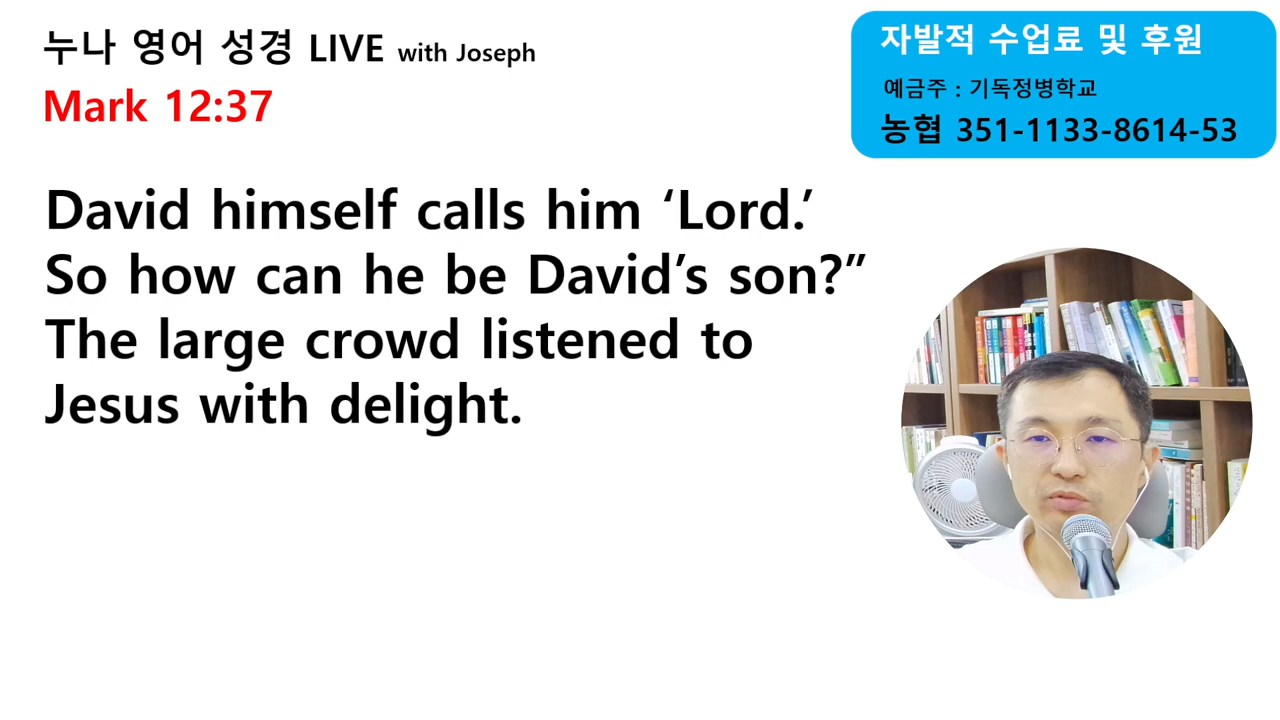 누나 영어 성경 LIVE with Joseph
Mark 12:37
자발적 수업료 및 후원
예금주 : 기독정병학교
농협 351-1133-8614-53
David himself calls him ‘Lord.’
So how can he be David’s son?”
The large crowd listened to
Jesus with delight.